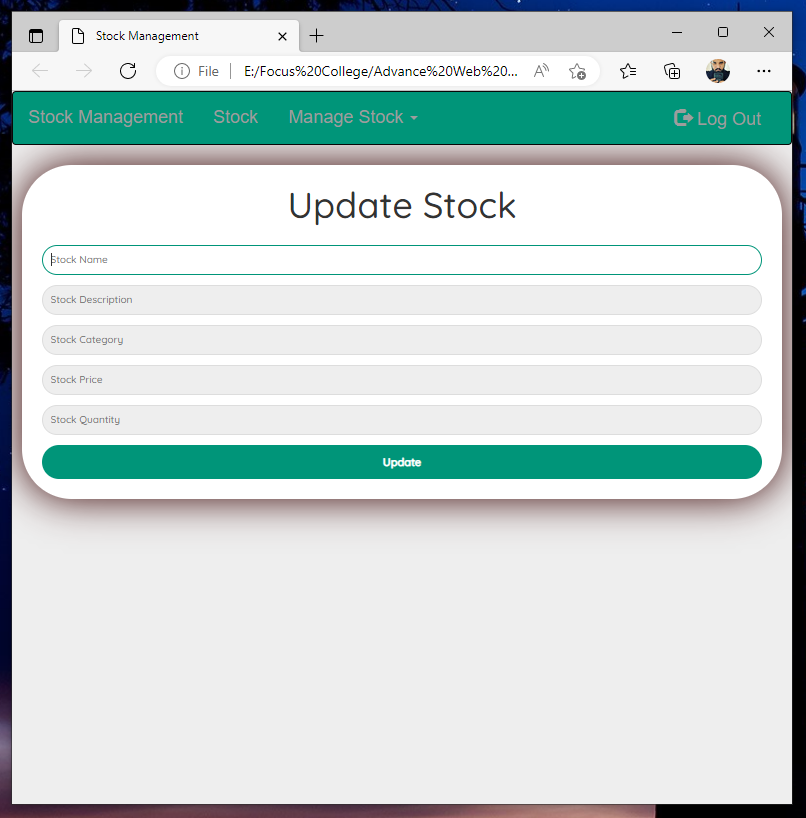 Stock Management
File
E:/Focus%20College/Advance%20Web%20...
Stock Management Stock Manage Stock Log Out
Update Stock
Stock Name
Stock Description
Stock Category
Stock Price
Stock Quantity
Update